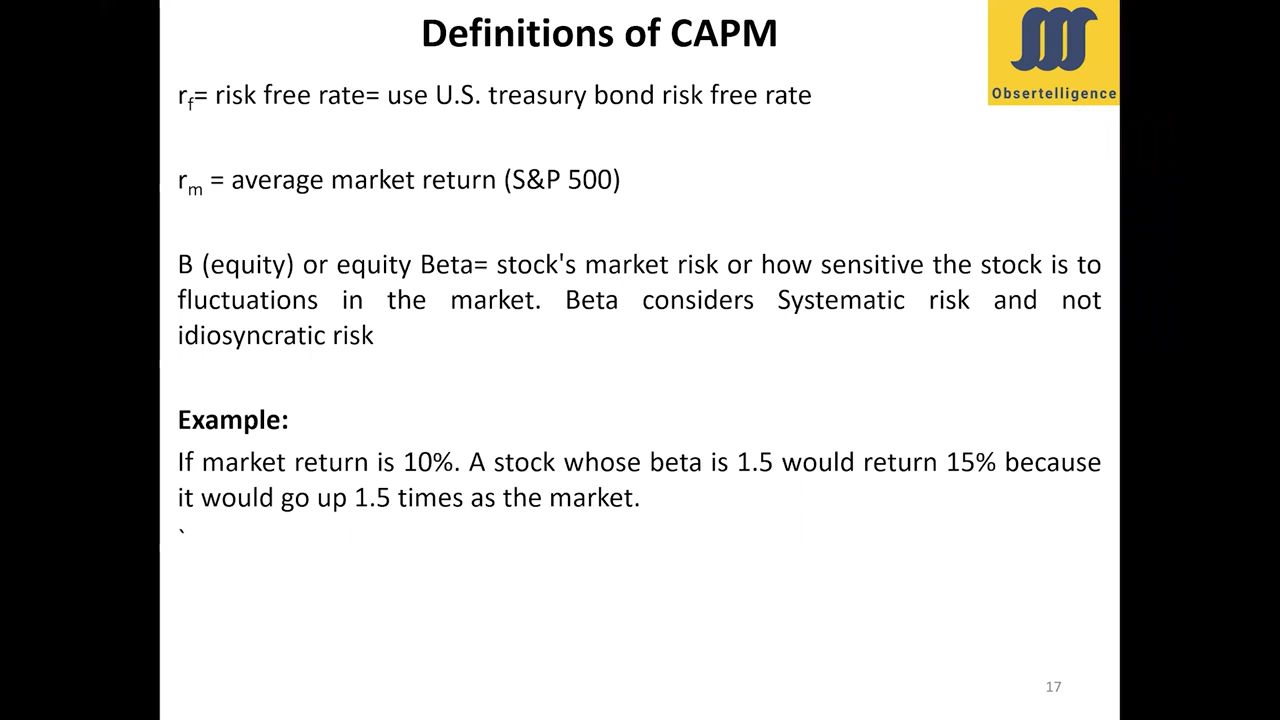 Definitions of CAPM
Obsertelligence
rf= risk free rate= use U.S. treasury bond risk free rate
rm = average market return (S&P 500)
B (equity) or equity Beta= stock's market risk or how sensitive the stock is to
fluctuations in the market. Beta considers Systematic risk and not
idiosyncratic risk
Example:
If market return is 10%. A stock whose beta is 1.5 would return 15% because
it would go up 1.5 times as the market.
`
17